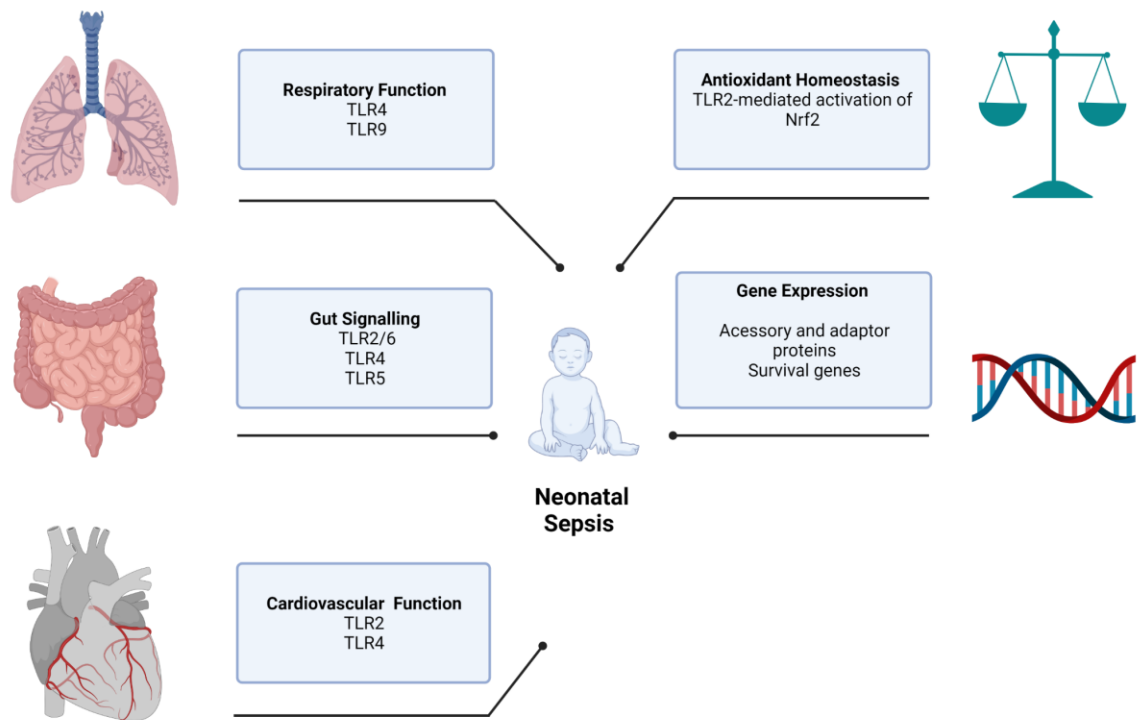 Respiratory Function
TLR4
TLR9
Antioxidant Homeostasis
TLR2-mediated activation of
Nrf2
Gut Signalling
TLR2/6
TLR4
TLR5
Gene Expression
Acessory and adaptor
proteins
Survival genes
Neonatal
Sepsis
Cardiovascular Function
TLR2
TLR4